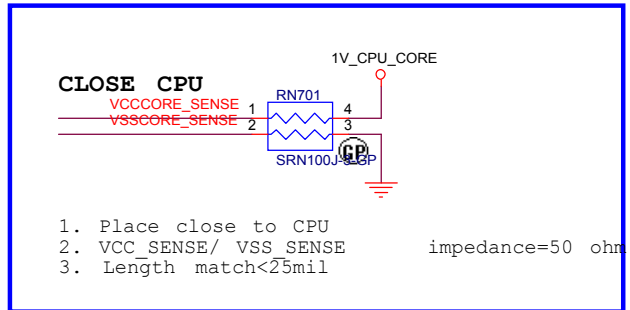 1V_CPU_CORE
CLOSE CPU
RN701
VCCCORE_SENSE 1 4
VSSCORE_SENSE 2 3
SRN100J-3-GP
GP
1. Place close to CPU
2. VCC_SENSE/ VSS_SENSE impedance=50 ohm
3. Length match<25mil